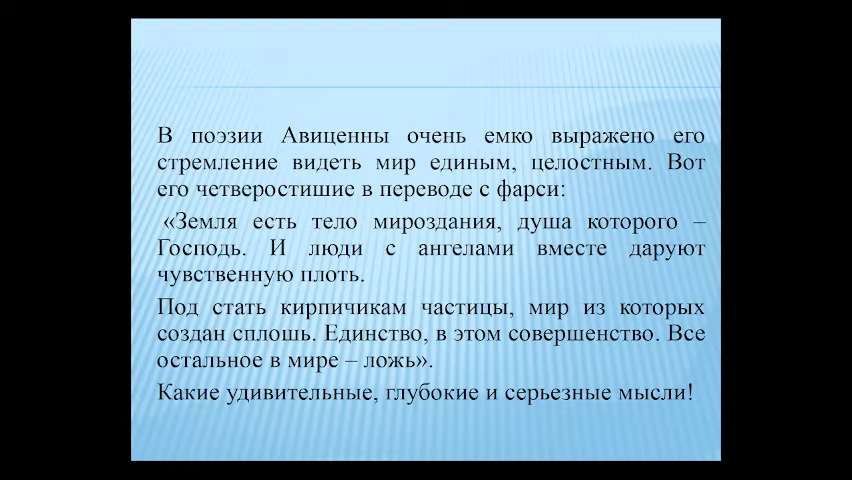 В поэзии Авиценны очень емко выражено его
стремление видеть мир единым, целостным. Вот
его четверостишие в переводе с фарси:
«Земля есть тело мироздания, душа которого –
Господь. И люди с ангелами вместе даруют
чувственную плоть.
Под стать кирпичикам частицы, мир из которых
создан сплошь. Единство, в этом совершенство. Все
остальное в мире – ложь».
Какие удивительные, глубокие и серьезные мысли!